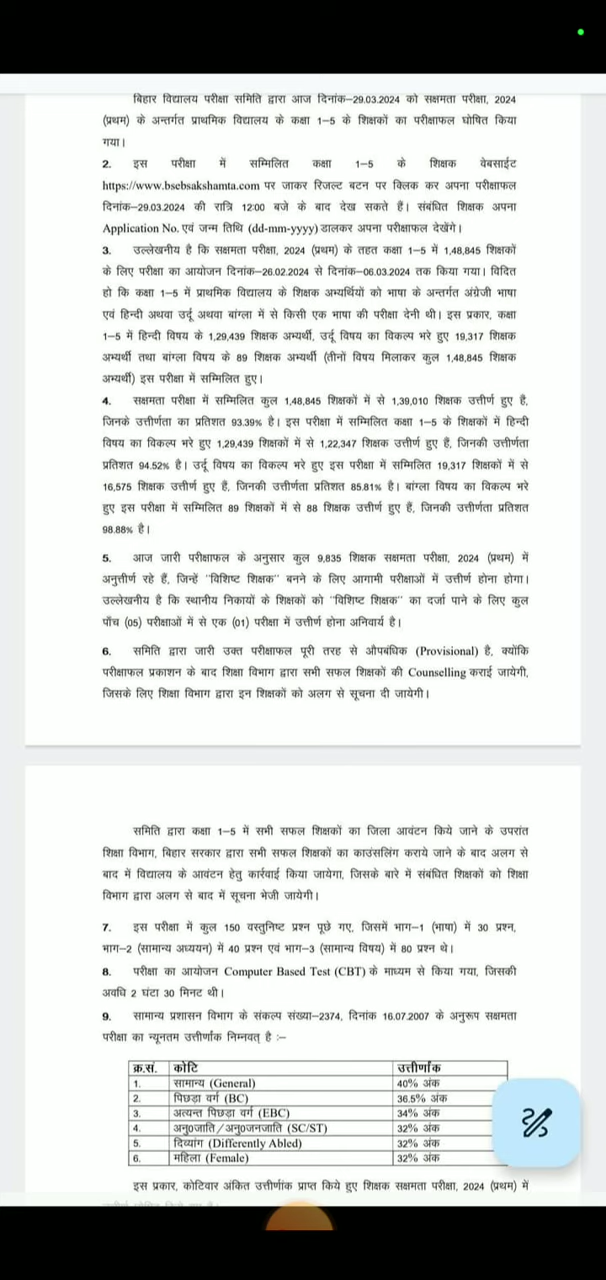 बिहार विद्यालय परीक्षा समिति द्वारा आज दिनांक–29.03.2024 को सक्षमता परीक्षा, 2024
(प्रथम) के अन्तर्गत प्राथमिक विद्यालय के कक्षा 1–5 के शिक्षकों का परीक्षाफल घोषित किया
गया।
2. इस परीक्षा में सम्मिलित कक्षा 1–5 के शिक्षक वेबसाईट
https://www.bsebsakshamta.com पर जाकर रिजल्ट बटन पर क्लिक कर अपना परीक्षाफल
दिनांक–29.03.2024 की रात्रि 12:00 बजे के बाद देख सकते हैं। संबंधित शिक्षक अपना
Application No. एवं जन्म तिथि (dd-mm-yyyy) डालकर अपना परीक्षाफल देखेंगे।
3. उल्लेखनीय है कि सक्षमता परीक्षा, 2024 (प्रथम) के तहत कक्षा 1–5 में 1,48,845 शिक्षकों
के लिए परीक्षा का आयोजन दिनांक–26.02.2024 से दिनांक–06.03.2024 तक किया गया। विदित
हो कि कक्षा 1–5 में प्राथमिक विद्यालय के शिक्षक अभ्यर्थियों को भाषा के अन्तर्गत अंग्रेजी भाषा
एवं हिन्दी अथवा उर्दू अथवा बांग्ला में से किसी एक भाषा की परीक्षा देनी थी। इस प्रकार, कक्षा
1–5 में हिन्दी विषय के 1,29,439 शिक्षक अभ्यर्थी, उर्दू विषय का विकल्प भरे हुए 19,317 शिक्षक
अभ्यर्थी तथा बांग्ला विषय के 89 शिक्षक अभ्यर्थी (तीनों विषय मिलाकर कुल 1,48,845 शिक्षक
अभ्यर्थी) इस परीक्षा में सम्मिलित हुए।
4. सक्षमता परीक्षा में सम्मिलित कुल 1,48,845 शिक्षकों में से 1,39,010 शिक्षक उत्तीर्ण हुए हैं,
जिनके उत्तीर्णता का प्रतिशत 93.39% है। इस परीक्षा में सम्मिलित कक्षा 1–5 के शिक्षकों में हिन्दी
विषय का विकल्प भरे हुए 1,29,439 शिक्षकों में से 1,22,347 शिक्षक उत्तीर्ण हुए हैं, जिनकी उत्तीर्णता
प्रतिशत 94.52% है। उर्दू विषय का विकल्प भरे हुए इस परीक्षा में सम्मिलित 19,317 शिक्षकों में से
16,575 शिक्षक उत्तीर्ण हुए हैं, जिनकी उत्तीर्णता प्रतिशत 85.81% है। बांग्ला विषय का विकल्प भरे
हुए इस परीक्षा में सम्मिलित 89 शिक्षकों में से 88 शिक्षक उत्तीर्ण हुए हैं, जिनकी उत्तीर्णता प्रतिशत
98.88% है।
5. आज जारी परीक्षाफल के अनुसार कुल 9,835 शिक्षक सक्षमता परीक्षा, 2024 (प्रथम) में
अनुत्तीर्ण रहे हैं, जिन्हें "विशिष्ट शिक्षक" बनने के लिए आगामी परीक्षाओं में उत्तीर्ण होना होगा।
उल्लेखनीय है कि स्थानीय निकायों के शिक्षकों को "विशिष्ट शिक्षक" का दर्जा पाने के लिए कुल
पाँच (05) परीक्षाओं में से एक (01) परीक्षा में उत्तीर्ण होना अनिवार्य है।
6. समिति द्वारा जारी उक्त परीक्षाफल पूरी तरह से औपबंधिक (Provisional) है, क्योंकि
परीक्षाफल प्रकाशन के बाद शिक्षा विभाग द्वारा सभी सफल शिक्षकों की Counselling कराई जायेगी,
जिसके लिए शिक्षा विभाग द्वारा इन शिक्षकों को अलग से सूचना दी जायेगी।
समिति द्वारा कक्षा 1–5 में सभी सफल शिक्षकों का जिला आवंटन किये जाने के उपरांत
शिक्षा विभाग, बिहार सरकार द्वारा सभी सफल शिक्षकों का काउंसलिंग कराये जाने के बाद अलग से
बाद में विद्यालय के आवंटन हेतु कार्रवाई किया जायेगा, जिसके बारे में संबंधित शिक्षकों को शिक्षा
विभाग द्वारा अलग से बाद में सूचना भेजी जायेगी।
7. इस परीक्षा में कुल 150 वस्तुनिष्ट प्रश्न पूछे गए, जिसमें भाग–1 (भाषा) में 30 प्रश्न,
भाग–2 (सामान्य अध्ययन) में 40 प्रश्न एवं भाग–3 (सामान्य विषय) में 80 प्रश्न थे।
8. परीक्षा का आयोजन Computer Based Test (CBT) के माध्यम से किया गया, जिसकी
अवधि 2 घंटा 30 मिनट थी।
9. सामान्य प्रशासन विभाग के संकल्प संख्या–2374, दिनांक 16.07.2007 के अनुरूप सक्षमता
परीक्षा का न्यूनतम उत्तीर्णांक निम्नवत् है :–
क्र.सं. कोटि उत्तीर्णांक
1. सामान्य (General) 40% अंक
2. पिछड़ा वर्ग (BC) 36.5% अंक
3. अत्यन्त पिछड़ा वर्ग (EBC) 34% अंक
4. अनु०जाति/अनु०जनजाति (SC/ST) 32% अंक
5. दिव्यांग (Differently Abled) 32% अंक
6. महिला (Female) 32% अंक
इस प्रकार, कोटिवार अंकित उत्तीर्णांक प्राप्त किये हुए शिक्षक सक्षमता परीक्षा, 2024 (प्रथम) में